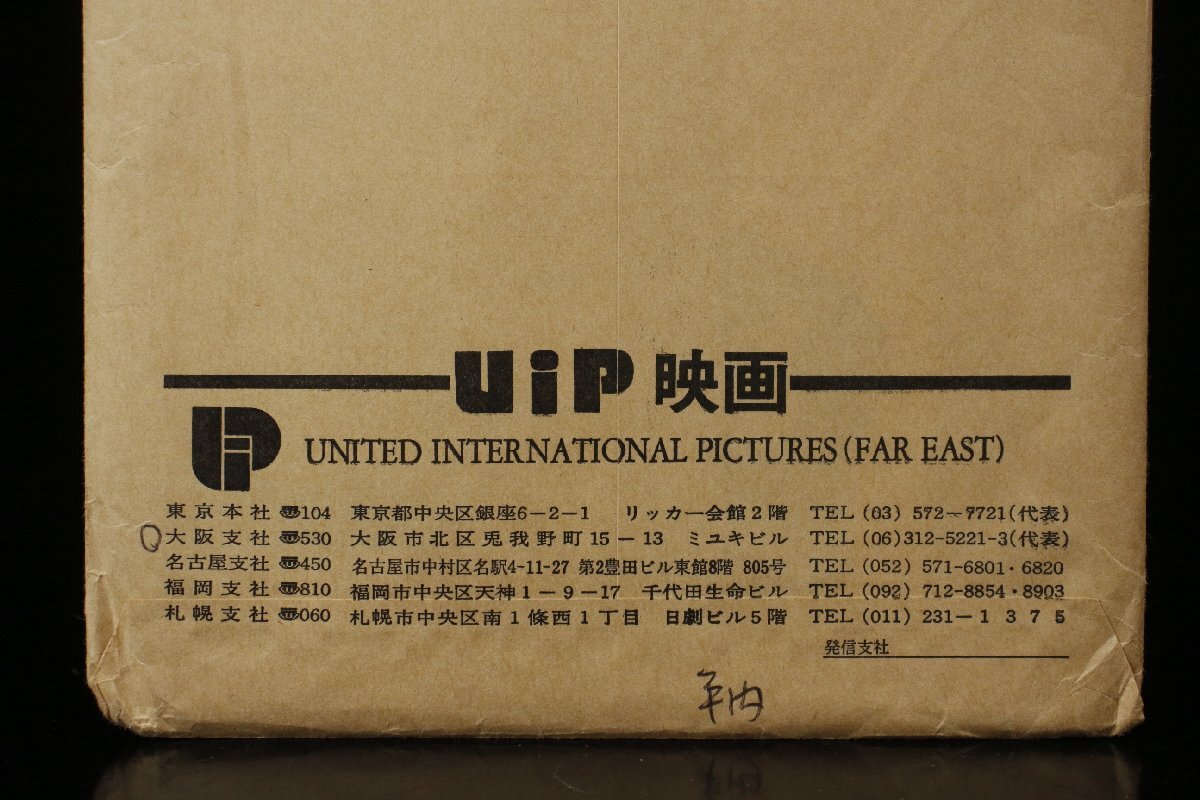 UiP 映画
UNITED INTERNATIONAL PICTURES (FAR EAST)
東京本社 〠104 東京都中央区銀座6-2-1 リッカー会館2階 TEL (03) 572-7721(代表)
大阪支社 〠530 大阪市北区兎我野町15-13 ミユキビル TEL (06) 312-5221-3(代表)
名古屋支社 〠450 名古屋市中村区名駅4-11-27 第2豊田ビル東館8階 805号 TEL (052) 571-6801・6820
福岡支社 〠810 福岡市中央区天神1-9-17 千代田生命ビル TEL (092) 712-8854・8903
札幌支社 〠060 札幌市中央区南1條西1丁目 日劇ビル5階 TEL (011) 231-1375
発信支社